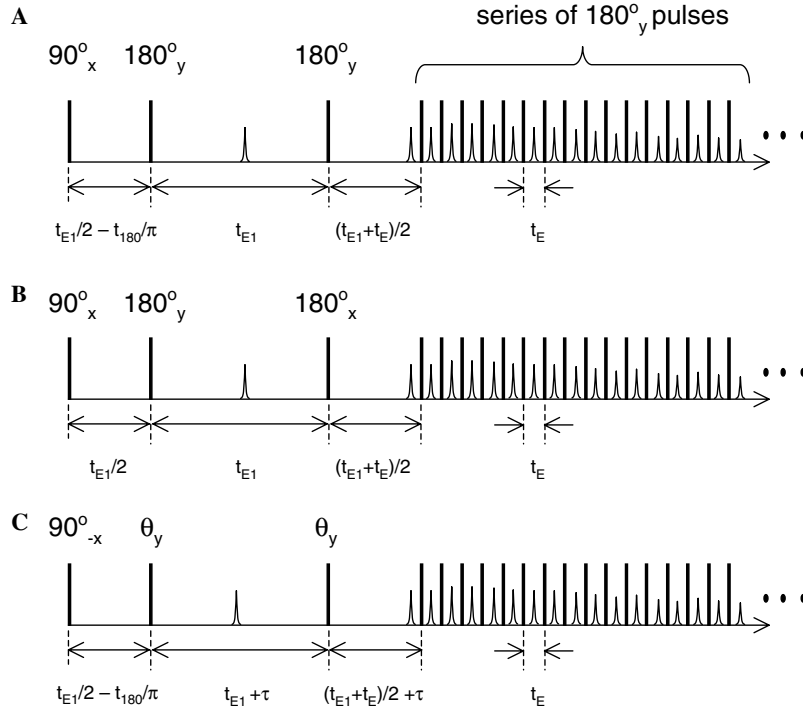 A
series of 180°y pulses
90°x 180°y 180°y
tE1/2 – t180/π tE1 (tE1+tE)/2 tE
B
90°x 180°y 180°x
tE1/2 tE1 (tE1+tE)/2 tE
C
90°-x θy θy
tE1/2 – t180/π tE1 +τ (tE1+tE)/2 +τ tE